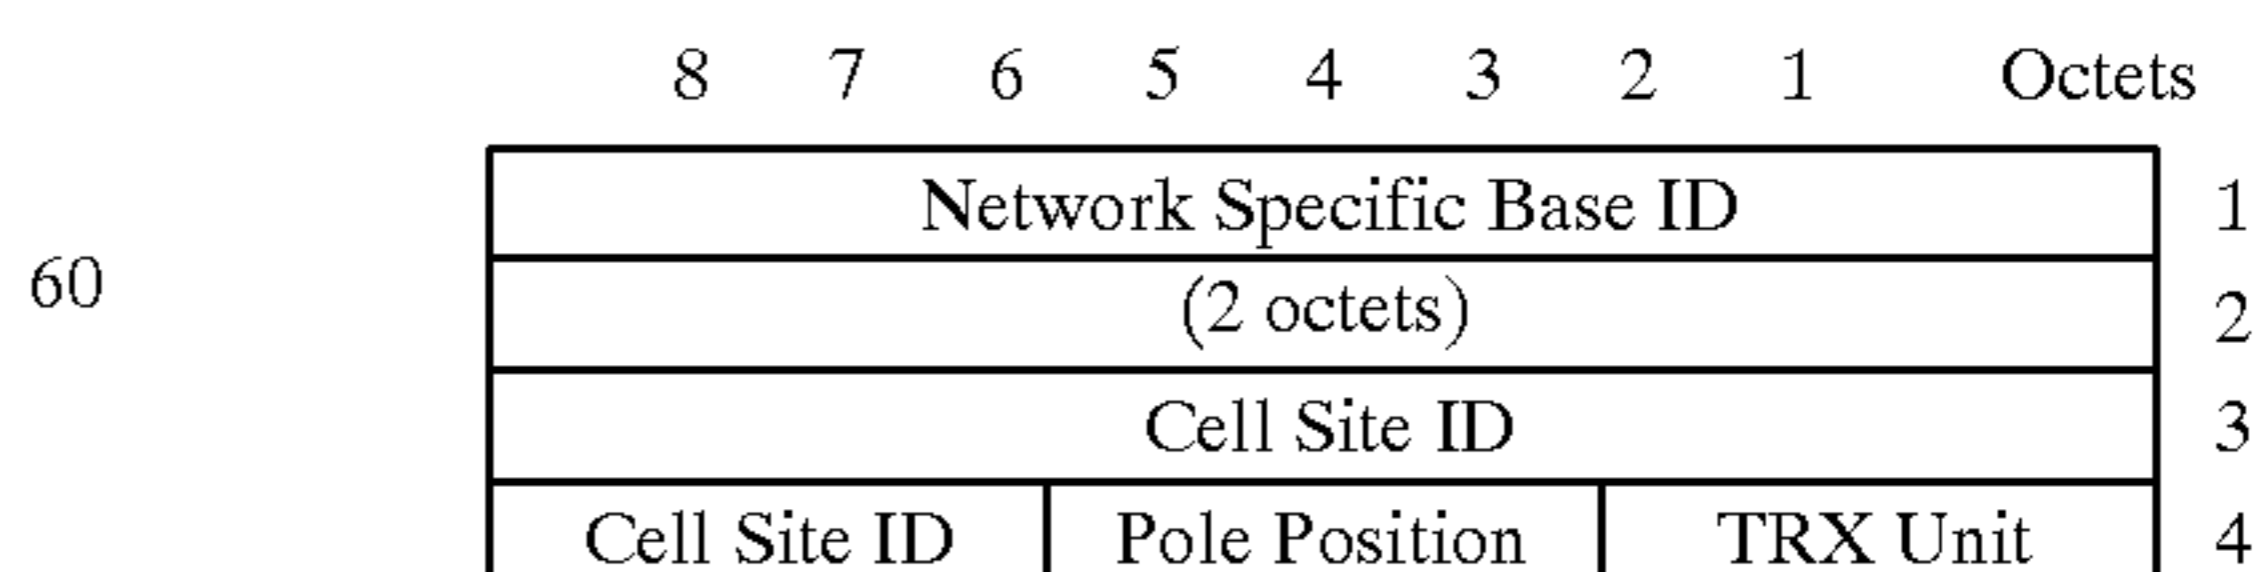 8 7 6 5 4 3 2 1 Octets
Network Specific Base ID 1
60
(2 octets) 2
Cell Site ID 3
Cell Site ID Pole Position TRX Unit 4